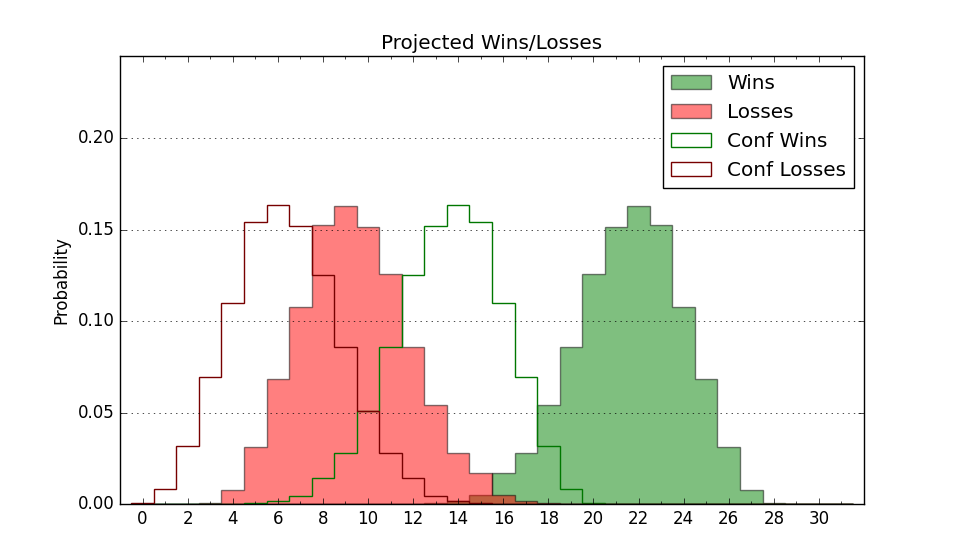 Projected Wins/Losses
Wins
Losses
Conf Wins
Conf Losses
Probability
0.20
0.15
0.10
0.05
0.00
0 2 4 6 8 10 12 14 16 18 20 22 24 26 28 30